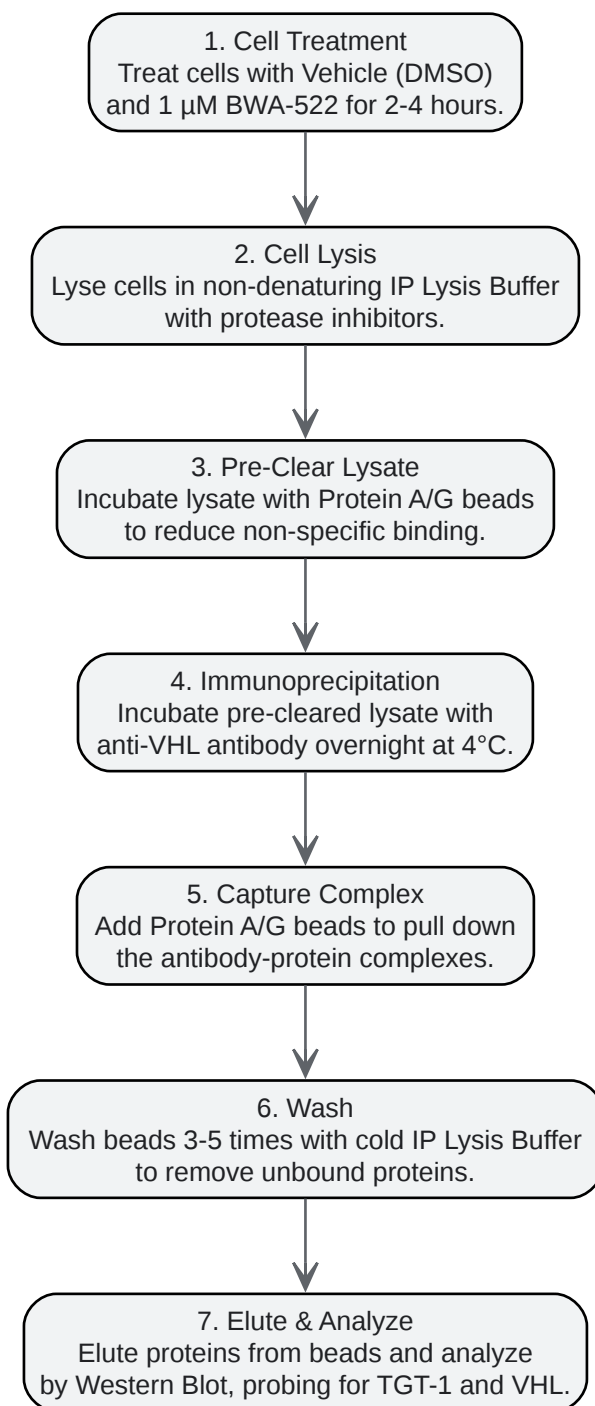 1. Cell Treatment
Treat cells with Vehicle (DMSO)
and 1 µM BWA-522 for 2-4 hours.
2. Cell Lysis
Lyse cells in non-denaturing IP Lysis Buffer
with protease inhibitors.
3. Pre-Clear Lysate
Incubate lysate with Protein A/G beads
to reduce non-specific binding.
4. Immunoprecipitation
Incubate pre-cleared lysate with
anti-VHL antibody overnight at 4°C.
5. Capture Complex
Add Protein A/G beads to pull down
the antibody-protein complexes.
6. Wash
Wash beads 3-5 times with cold IP Lysis Buffer
to remove unbound proteins.
7. Elute & Analyze
Elute proteins from beads and analyze
by Western Blot, probing for TGT-1 and VHL.